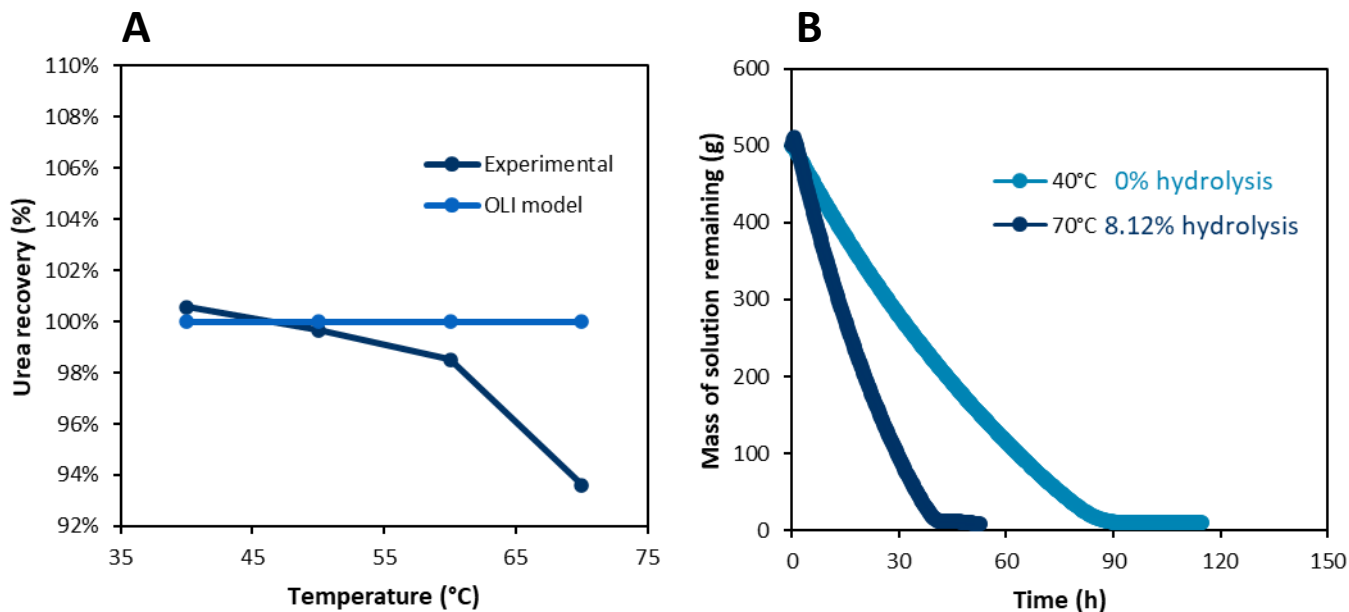 A
110%
108%
106%
104%
102%
100%
98%
96%
94%
92%
Urea recovery (%)
Experimental
OLI model
35
45
55
65
75
Temperature (°C)
B
600
500
400
300
200
100
0
Mass of solution remaining (g)
40°C 0% hydrolysis
70°C 8.12% hydrolysis
0
30
60
90
120
150
Time (h)